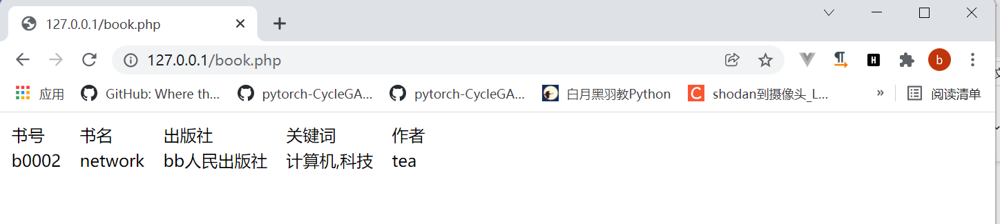 127.0.0.1/book.php
127.0.0.1/book.php
b
应用 GitHub: Where th... pytorch-CycleGA... pytorch-CycleGA... 白月黑羽教Python shodan到摄像头_L... » 阅读清单
书号 书名 出版社 关键词 作者
b0002 network bb人民出版社 计算机,科技 tea